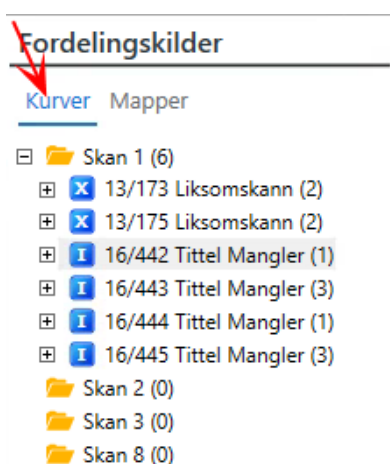 Fordelingskilder
Kurver Mapper
Skan 1 (6)
X 13/173 Liksomskann (2)
X 13/175 Liksomskann (2)
I 16/442 Tittel Mangler (1)
I 16/443 Tittel Mangler (3)
I 16/444 Tittel Mangler (1)
I 16/445 Tittel Mangler (3)
Skan 2 (0)
Skan 3 (0)
Skan 8 (0)